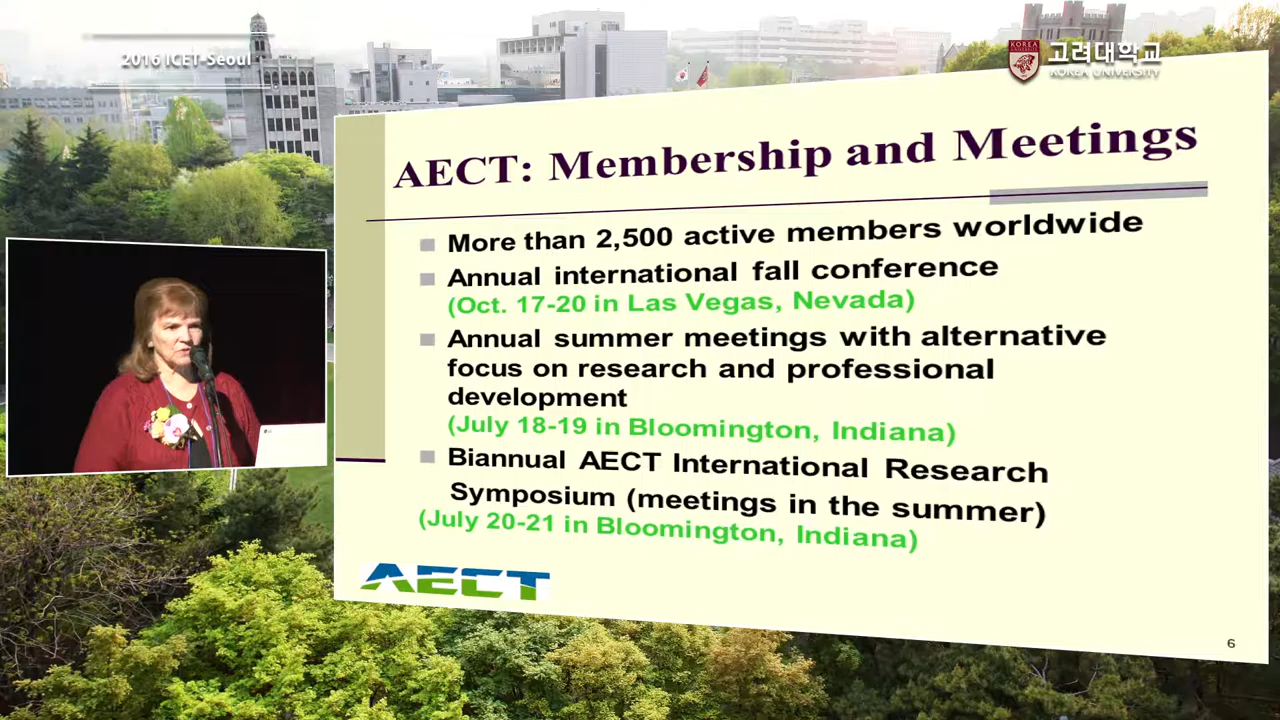 2016 ICET-Seoul
KOREA
고려대학교
KOREA UNIVERSITY
AECT: Membership and Meetings
More than 2,500 active members worldwide
Annual international fall conference
(Oct. 17-20 in Las Vegas, Nevada)
Annual summer meetings with alternative
focus on research and professional
development
(July 18-19 in Bloomington, Indiana)
Biannual AECT International Research
Symposium (meetings in the summer)
(July 20-21 in Bloomington, Indiana)
AECT
6